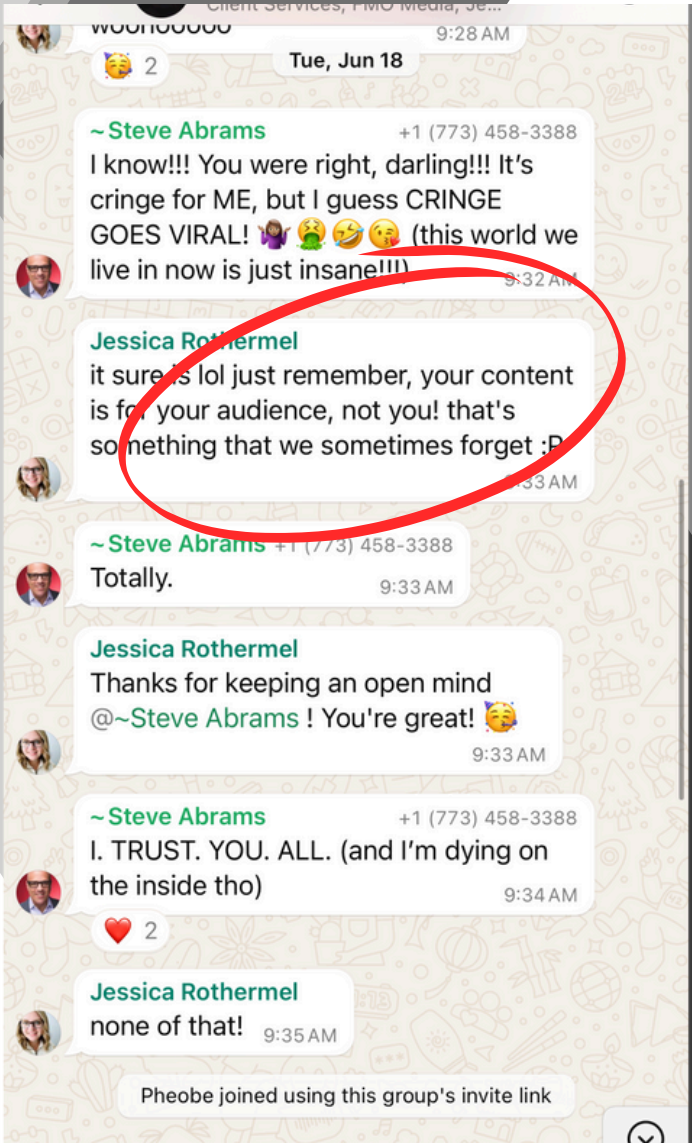 Client Services, PMO Media, Je...
woohooooo
9:28 AM
🥳 2
Tue, Jun 18
~Steve Abrams +1 (773) 458-3388
I know!!! You were right, darling!!! It's
cringe for ME, but I guess CRINGE
GOES VIRAL! 🤷🏾‍♀️ 🤮 🤣 😘 (this world we
live in now is just insane!!!)
9:32 AM
Jessica Rothermel
it sure is lol just remember, your content
is for your audience, not you! that's
something that we sometimes forget :P
9:33 AM
~Steve Abrams +1 (773) 458-3388
Totally.
9:33 AM
Jessica Rothermel
Thanks for keeping an open mind
@~Steve Abrams ! You're great! 🥳
9:33 AM
~Steve Abrams +1 (773) 458-3388
I. TRUST. YOU. ALL. (and I'm dying on
the inside tho)
9:34 AM
❤️ 2
Jessica Rothermel
none of that!
9:35 AM
Pheobe joined using this group's invite link